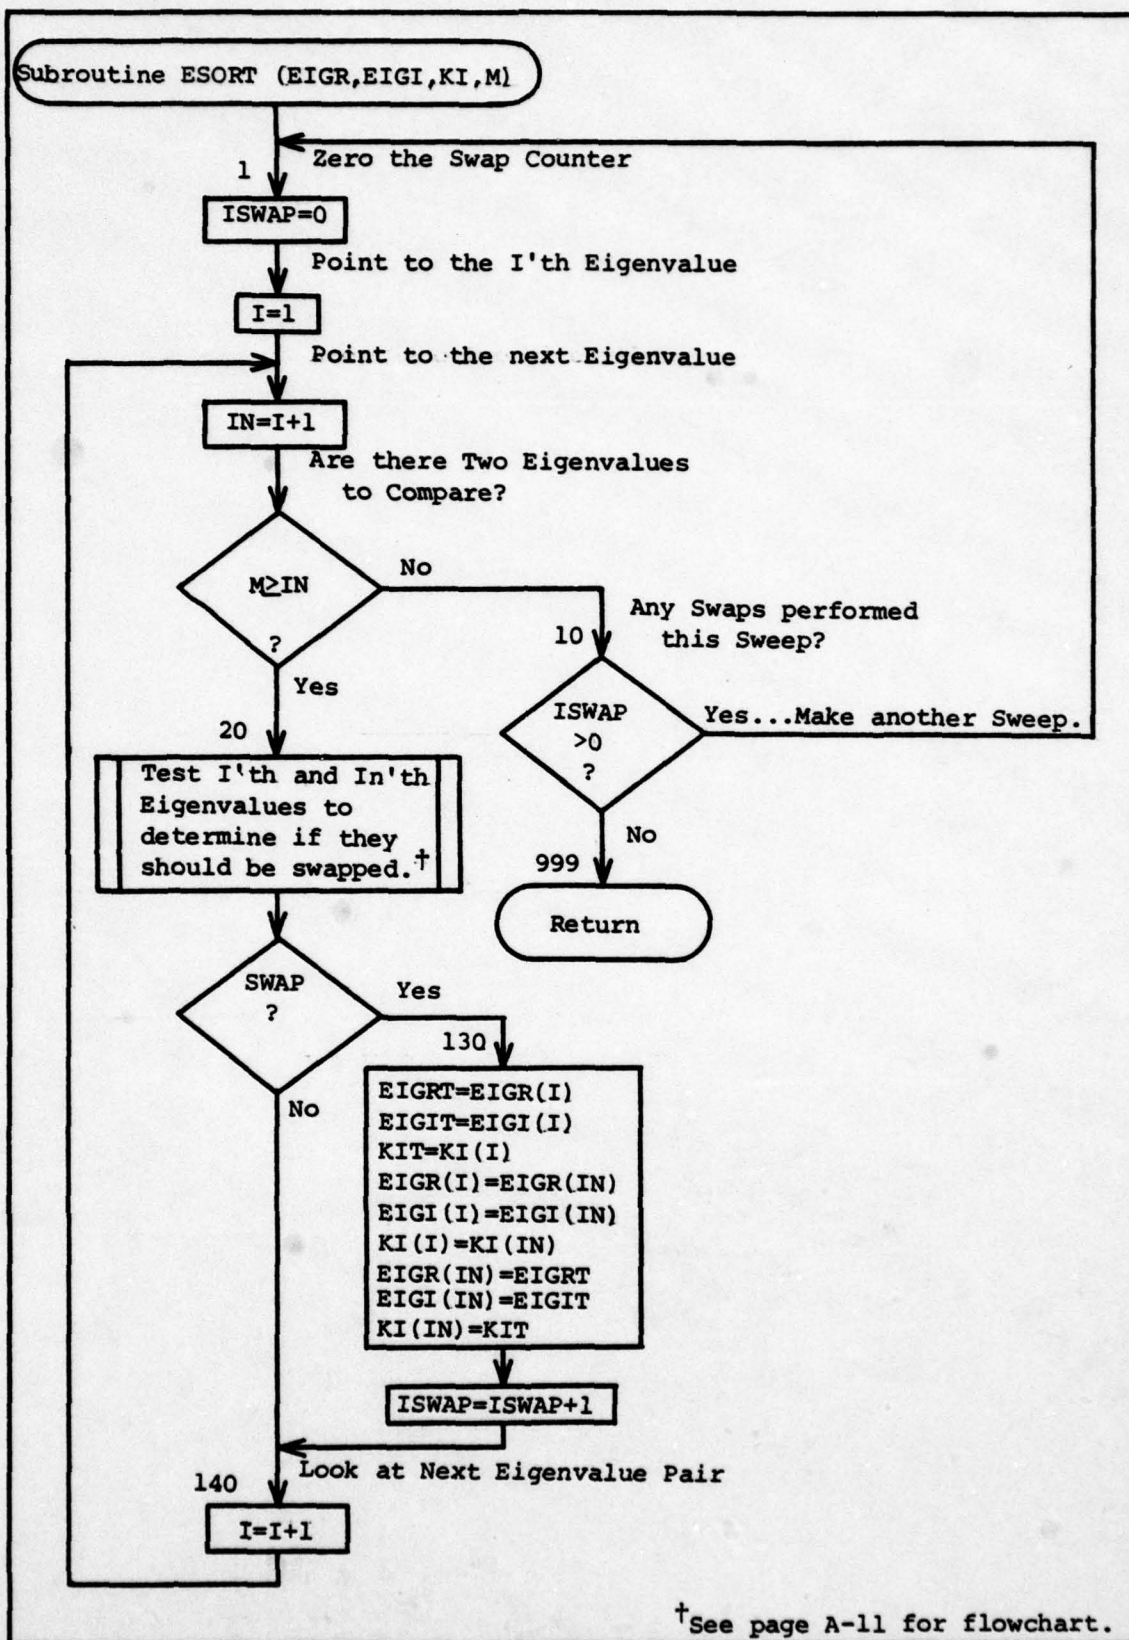 Subroutine ESORT (EIGR,EIGI,KI,M)
Zero the Swap Counter
1
ISWAP=0
Point to the I'th Eigenvalue
I=1
Point to the next Eigenvalue
IN=I+1
Are there Two Eigenvalues
to Compare?
M≥IN
?
No
Yes
Any Swaps performed
this Sweep?
10
ISWAP
>0
?
Yes...Make another Sweep.
No
999
Return
20
Test I'th and In'th
Eigenvalues to
determine if they
should be swapped.†
SWAP
?
Yes
No
130
EIGRT=EIGR(I)
EIGIT=EIGI(I)
KIT=KI(I)
EIGR(I)=EIGR(IN)
EIGI(I)=EIGI(IN)
KI(I)=KI(IN)
EIGR(IN)=EIGRT
EIGI(IN)=EIGIT
KI(IN)=KIT
ISWAP=ISWAP+1
Look at Next Eigenvalue Pair
140
I=I+1
†See page A-11 for flowchart.